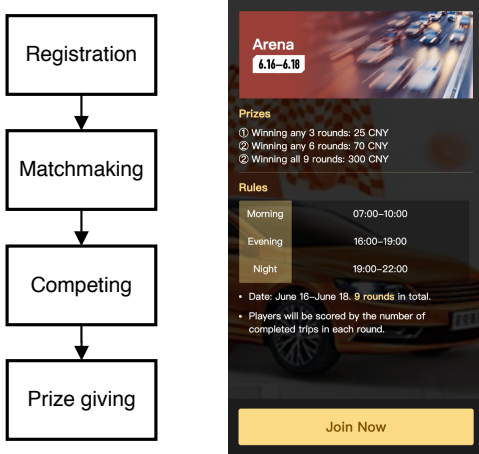 Registration
Matchmaking
Competing
Prize giving
Arena
6.16–6.18
Prizes
① Winning any 3 rounds: 25 CNY
② Winning any 6 rounds: 70 CNY
② Winning all 9 rounds: 300 CNY
Rules
Morning 07:00–10:00
Evening 16:00–19:00
Night 19:00–22:00
• Date: June 16–June 18. 9 rounds in total.
• Players will be scored by the number of
completed trips in each round.
Join Now